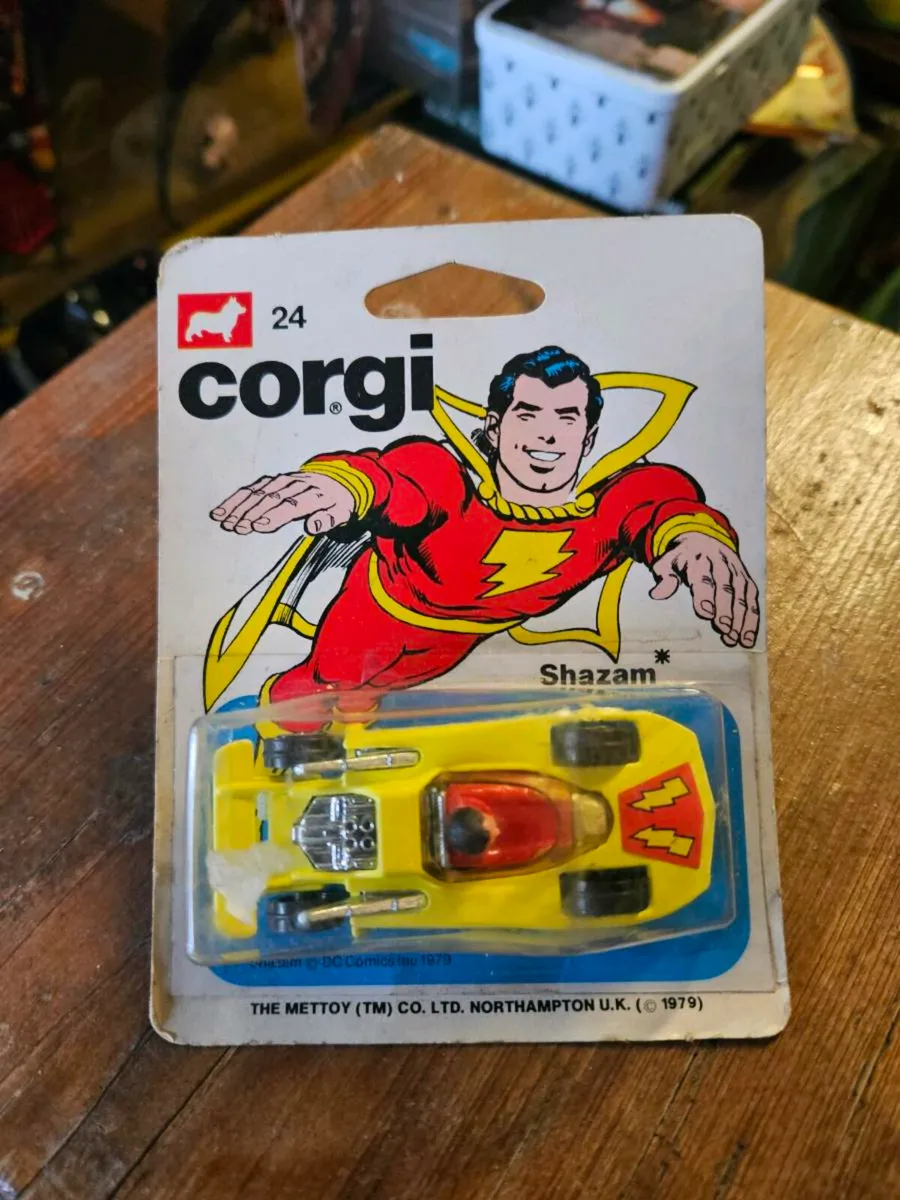 24
corgi®
Shazam*
Shazam © DC Comics Inc 1979
THE METTOY (TM) CO. LTD. NORTHAMPTON U.K. (© 1979)